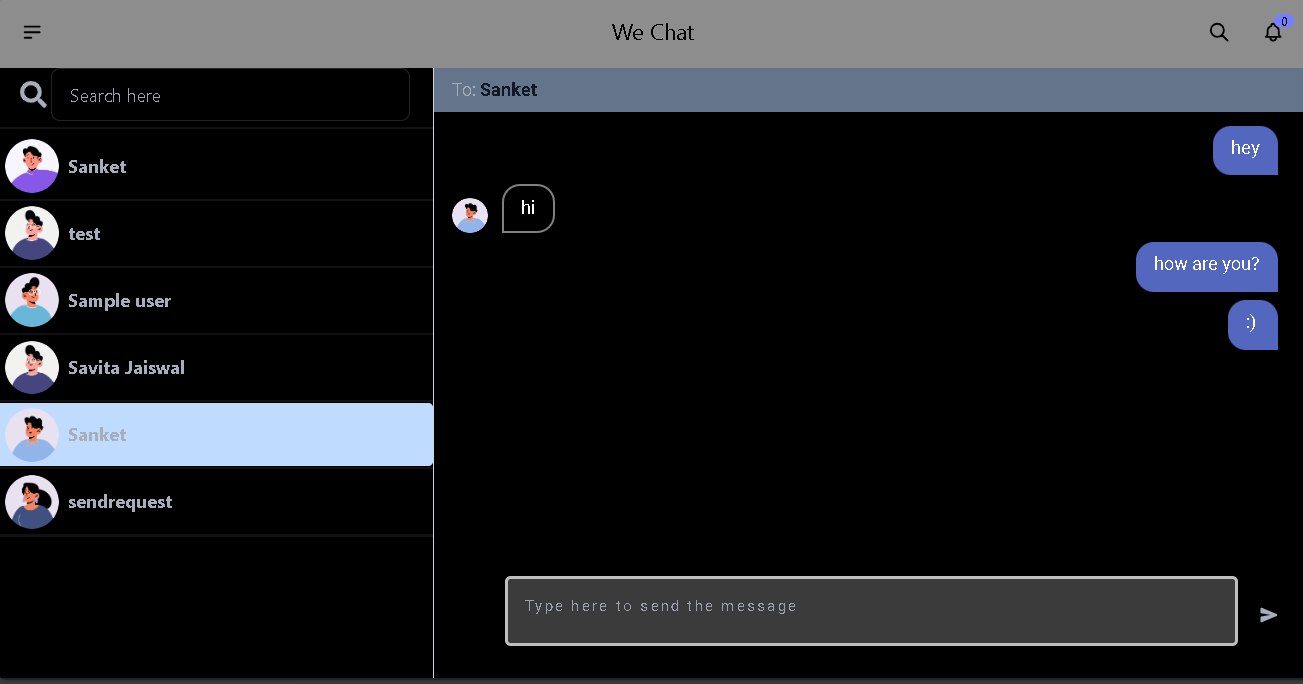 We Chat
0
Search here
Sanket
test
Sample user
Savita Jaiswal
Sanket
sendrequest
To: Sanket
hey
hi
how are you?
:)
Type here to send the message